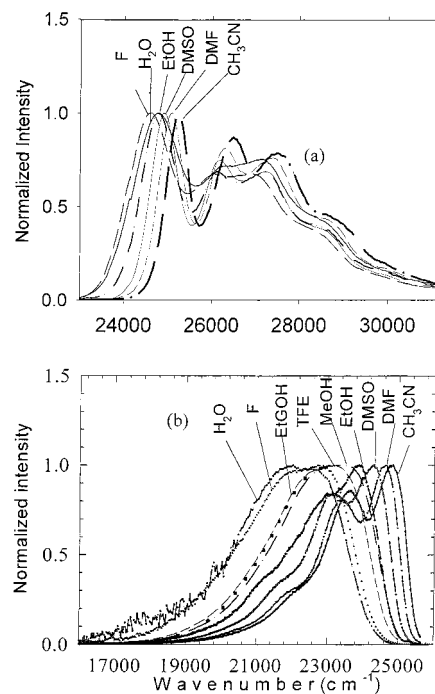 Normalized Intensity
1.5
1.0
0.5
0.0
F
H₂O
EtOH
DMSO
DMF
CH₃CN
(a)
24000 26000 28000 30000
Normalized intensity
1.5
1.0
0.5
0.0
H₂O
F
EtGOH
TFE
MeOH
EtOH
DMSO
DMF
CH₃CN
(b)
16000 17000 19000 21000 23000 25000
Wavenumber (cm⁻¹)